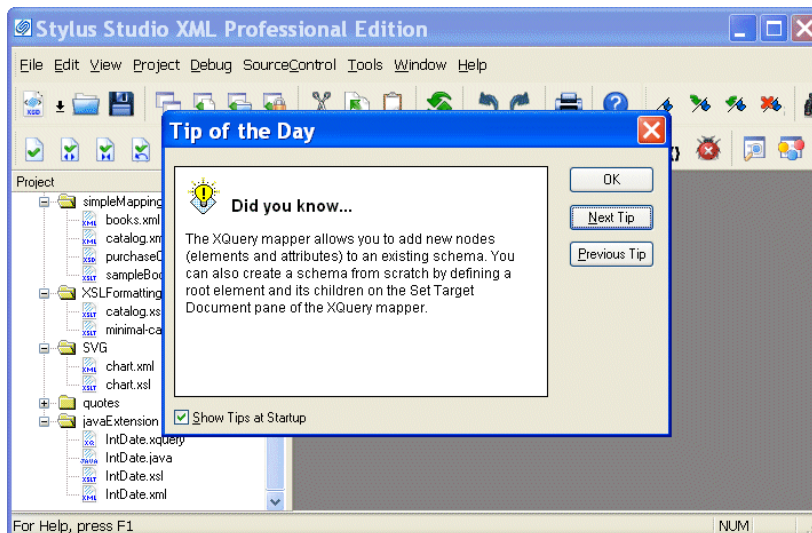 Stylus Studio XML Professional Edition
File Edit View Project Debug SourceControl Tools Window Help
Tip of the Day
Did you know...
The XQuery mapper allows you to add new nodes
(elements and attributes) to an existing schema. You
can also create a schema from scratch by defining a
root element and its children on the Set Target
Document pane of the XQuery mapper.
OK
Next Tip
Previous Tip
Show Tips at Startup
Project
simpleMapping
books.xml
catalog.xm
purchaseO
sampleBoo
XSLFormatting
catalog.xs
minimal-ca
SVG
chart.xml
chart.xsl
quotes
javaExtension
IntDate.xquery
IntDate.java
IntDate.xsl
IntDate.xml
For Help, press F1
NUM